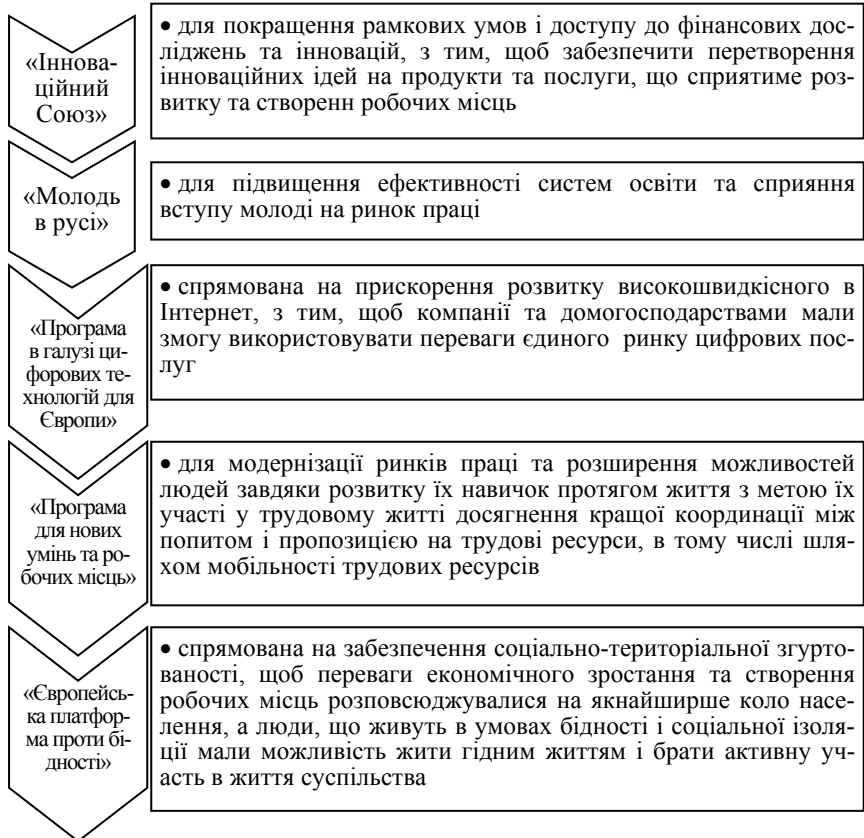 «Іннова-
ційний
Союз»
• для покращення рамкових умов і доступу до фінансових дос-
ліджень та інновацій, з тим, щоб забезпечити перетворення
інноваційних ідей на продукти та послуги, що сприятиме роз-
витку та створенн робочих місць
«Молодь
в русі»
• для підвищення ефективності систем освіти та сприяння
вступу молоді на ринок праці
«Програма
в галузі ци-
форових те-
хнологій для
Європи»
• спрямована на прискорення розвитку високошвидкісного в
Інтернет, з тим, щоб компанії та домогосподарствами мали
змогу використовувати переваги єдиного ринку цифрових пос-
луг
«Програма
для нових
умінь та ро-
бочих місць»
• для модернізації ринків праці та розширення можливостей
людей завдяки розвитку їх навичок протягом життя з метою їх
участі у трудовому житті досягнення кращої координації між
попитом і пропозицією на трудові ресурси, в тому числі шля-
хом мобільності трудових ресурсів
«Європейсь-
ка платфор-
ма проти бі-
дності»
• спрямована на забезпечення соціально-територіальної згурто-
ваності, щоб переваги економічного зростання та створення
робочих місць розповсюджувалися на якнайширше коло насе-
лення, а люди, що живуть в умовах бідності і соціальної ізоля-
ції мали можливість жити гідним життям і брати активну уч-
асть в життя суспільства